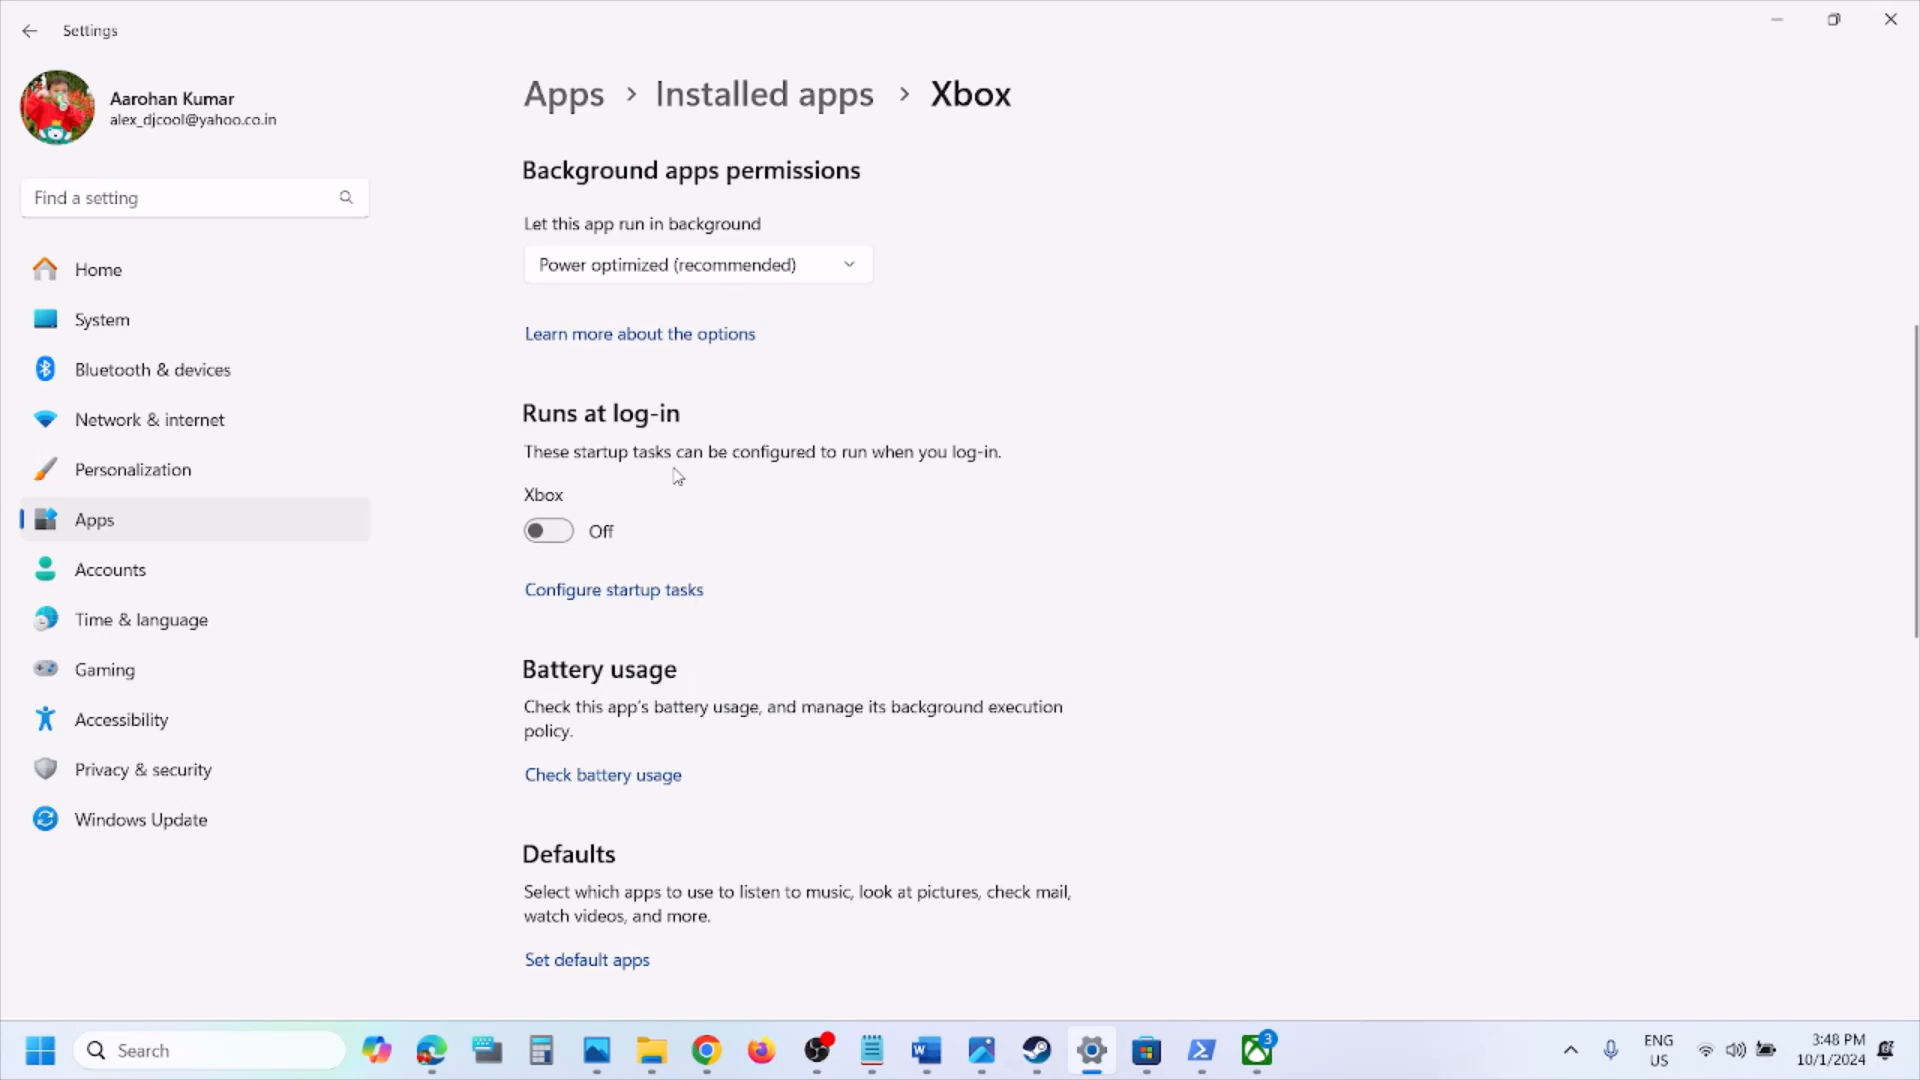 Settings
Aarohan Kumar
alex_djcool@yahoo.co.in
Find a setting
Home
System
Bluetooth & devices
Network & internet
Personalization
Apps
Accounts
Time & language
Gaming
Accessibility
Privacy & security
Windows Update
Apps > Installed apps > Xbox
Background apps permissions
Let this app run in background
Power optimized (recommended)
Learn more about the options
Runs at log-in
These startup tasks can be configured to run when you log-in.
Xbox
Off
Configure startup tasks
Battery usage
Check this app's battery usage, and manage its background execution
policy.
Check battery usage
Defaults
Select which apps to use to listen to music, look at pictures, check mail,
watch videos, and more.
Set default apps
Search
3
ENG
US
3:48 PM
10/1/2024